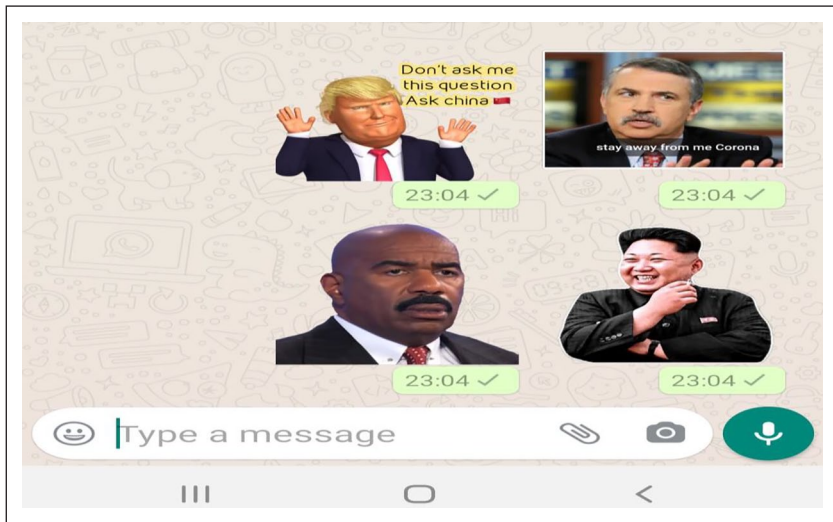 Don't ask me
this question
Ask china 🇨🇳
stay away from me Corona
23:04
23:04
23:04
23:04
Type a message